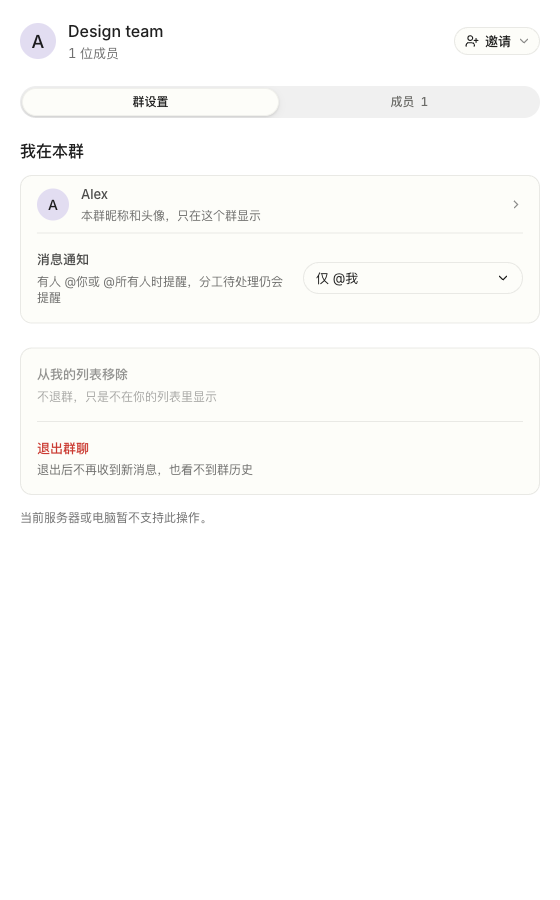 A
Design team
1 位成员
邀请
群设置
成员 1
我在本群
A
Alex
本群昵称和头像，只在这个群显示
消息通知
有人 @你或 @所有人时提醒，分工待处理仍会
提醒
仅 @我
从我的列表移除
不退群，只是不在你的列表里显示
退出群聊
退出后不再收到新消息，也看不到群历史
当前服务器或电脑暂不支持此操作。